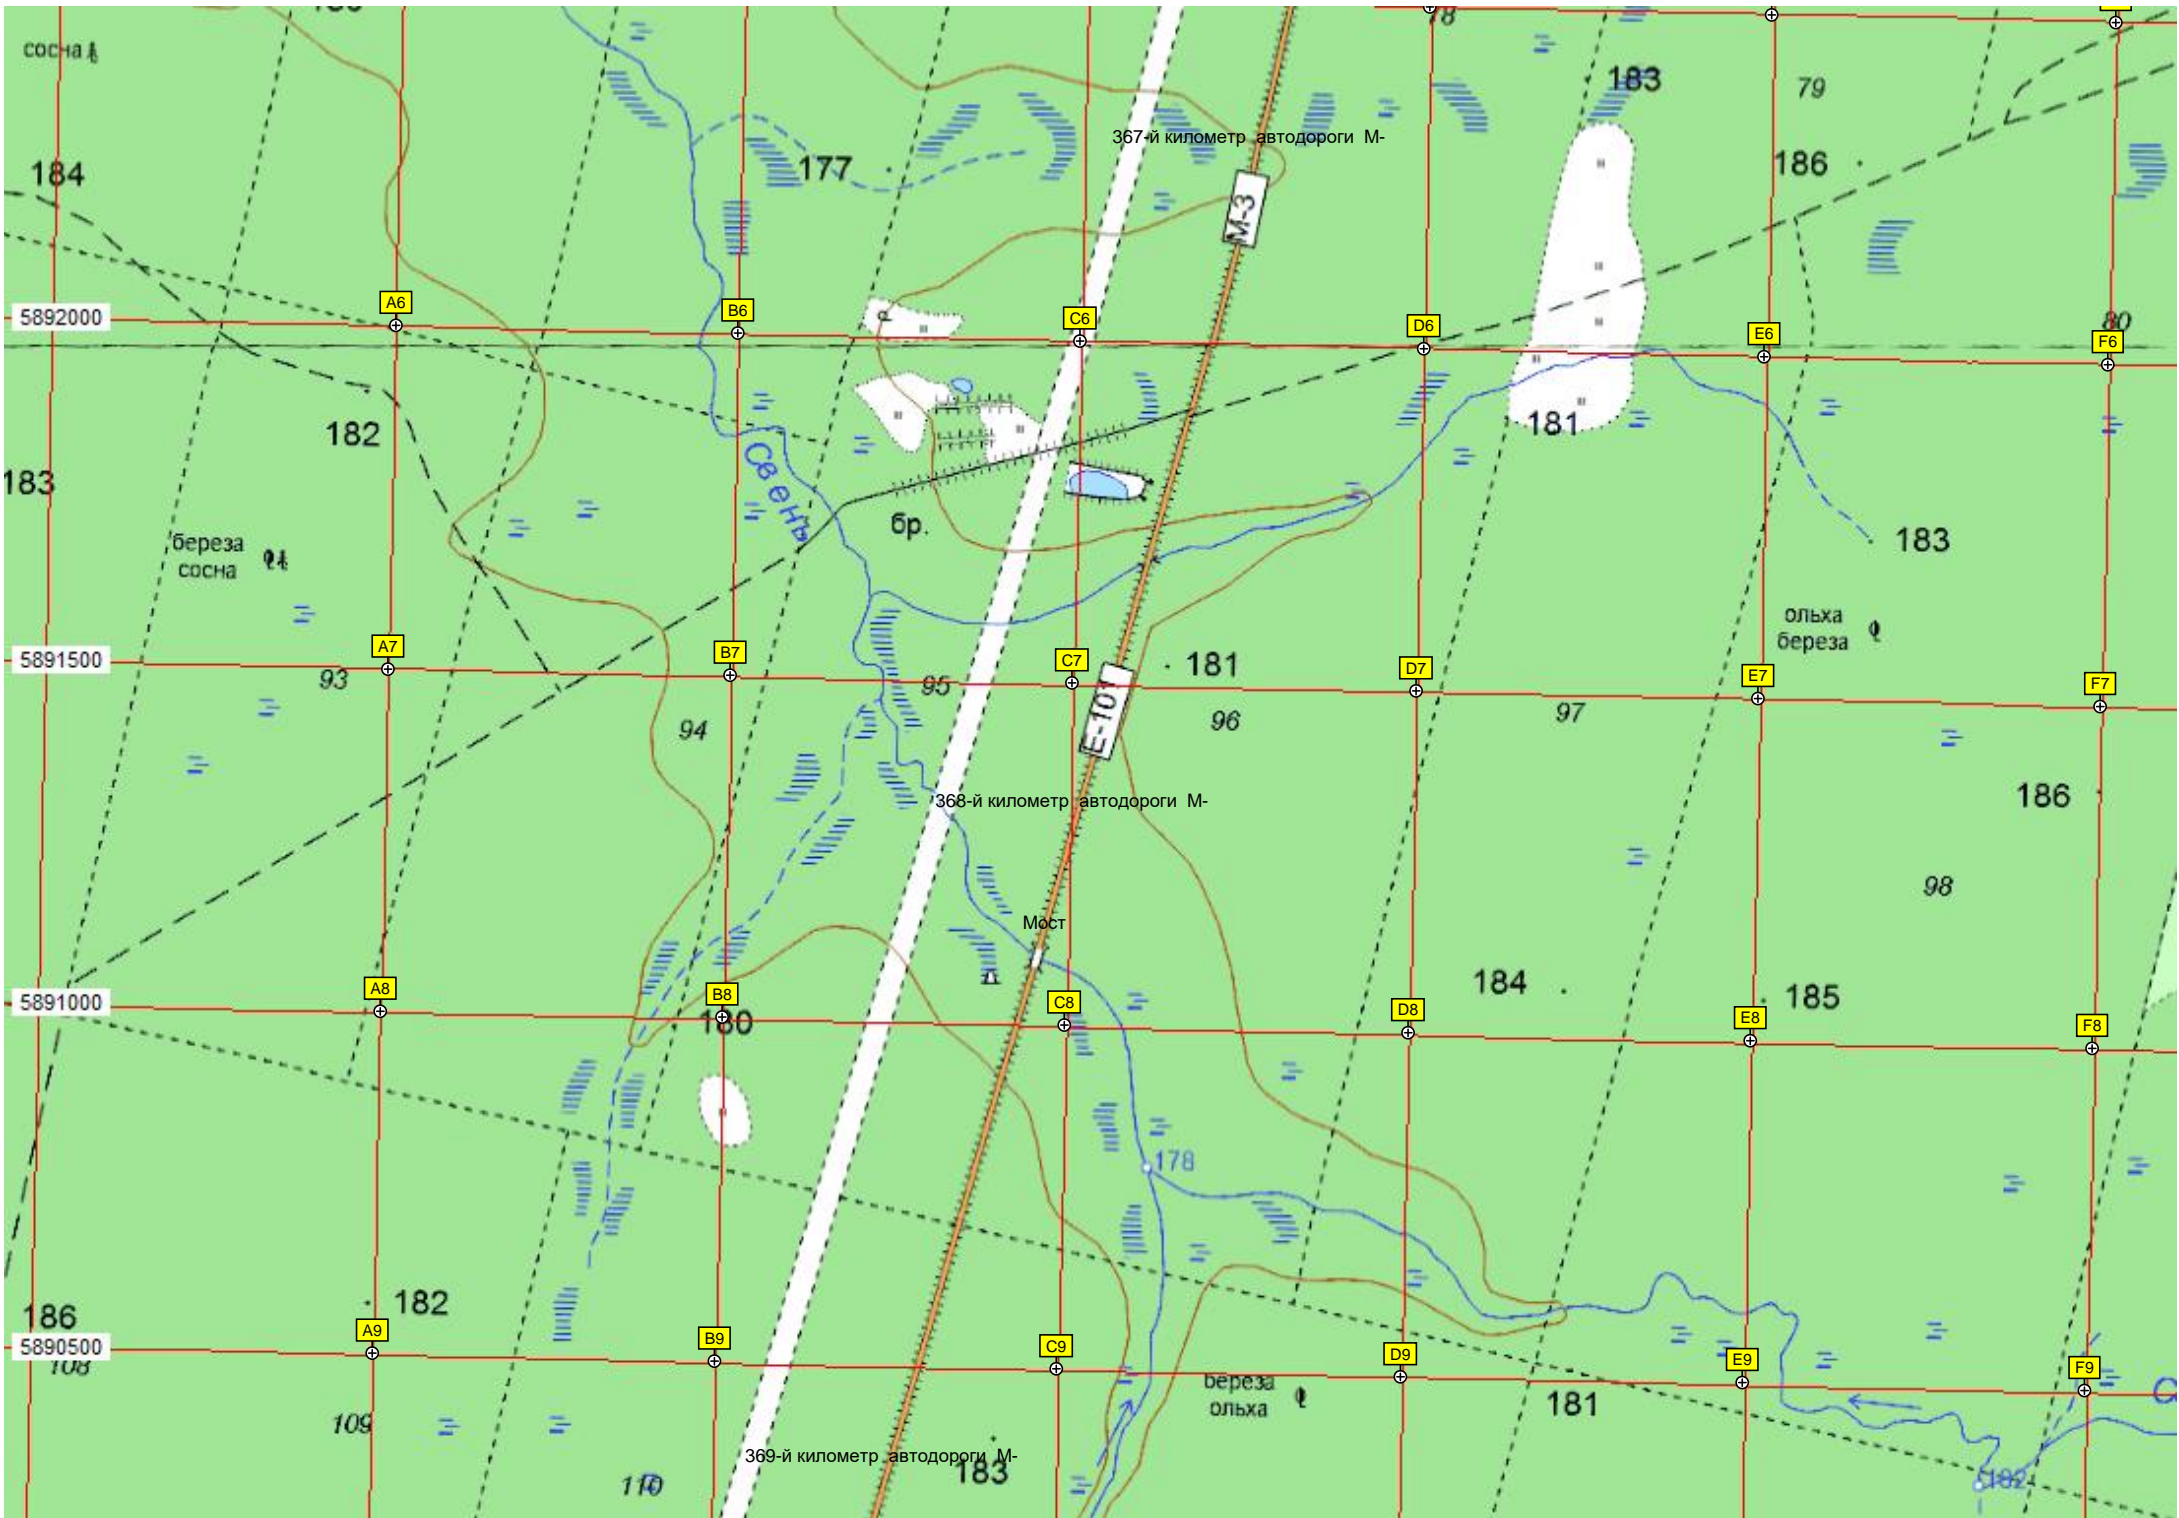 78
сосна
183
79
367-й километр автодороги М-
177
186
184
М-3
A6
B6
5892000
C6
80
D6
E6
F6
182
181
183
Свень
бр.
183
береза
сосна
ольха
береза
A7
B7
5891500
C7
181
D7
E7
F7
93
95
94
96
97
E-101
186
368-й километр автодороги М-
98
Мост
A8
184
185
B8
5891000
C8
180
D8
E8
F8
178
182
186
A9
B9
5890500
C9
D9
E9
F9
108
береза
ольха
181
109
369-й километр автодороги М-
183
110
182